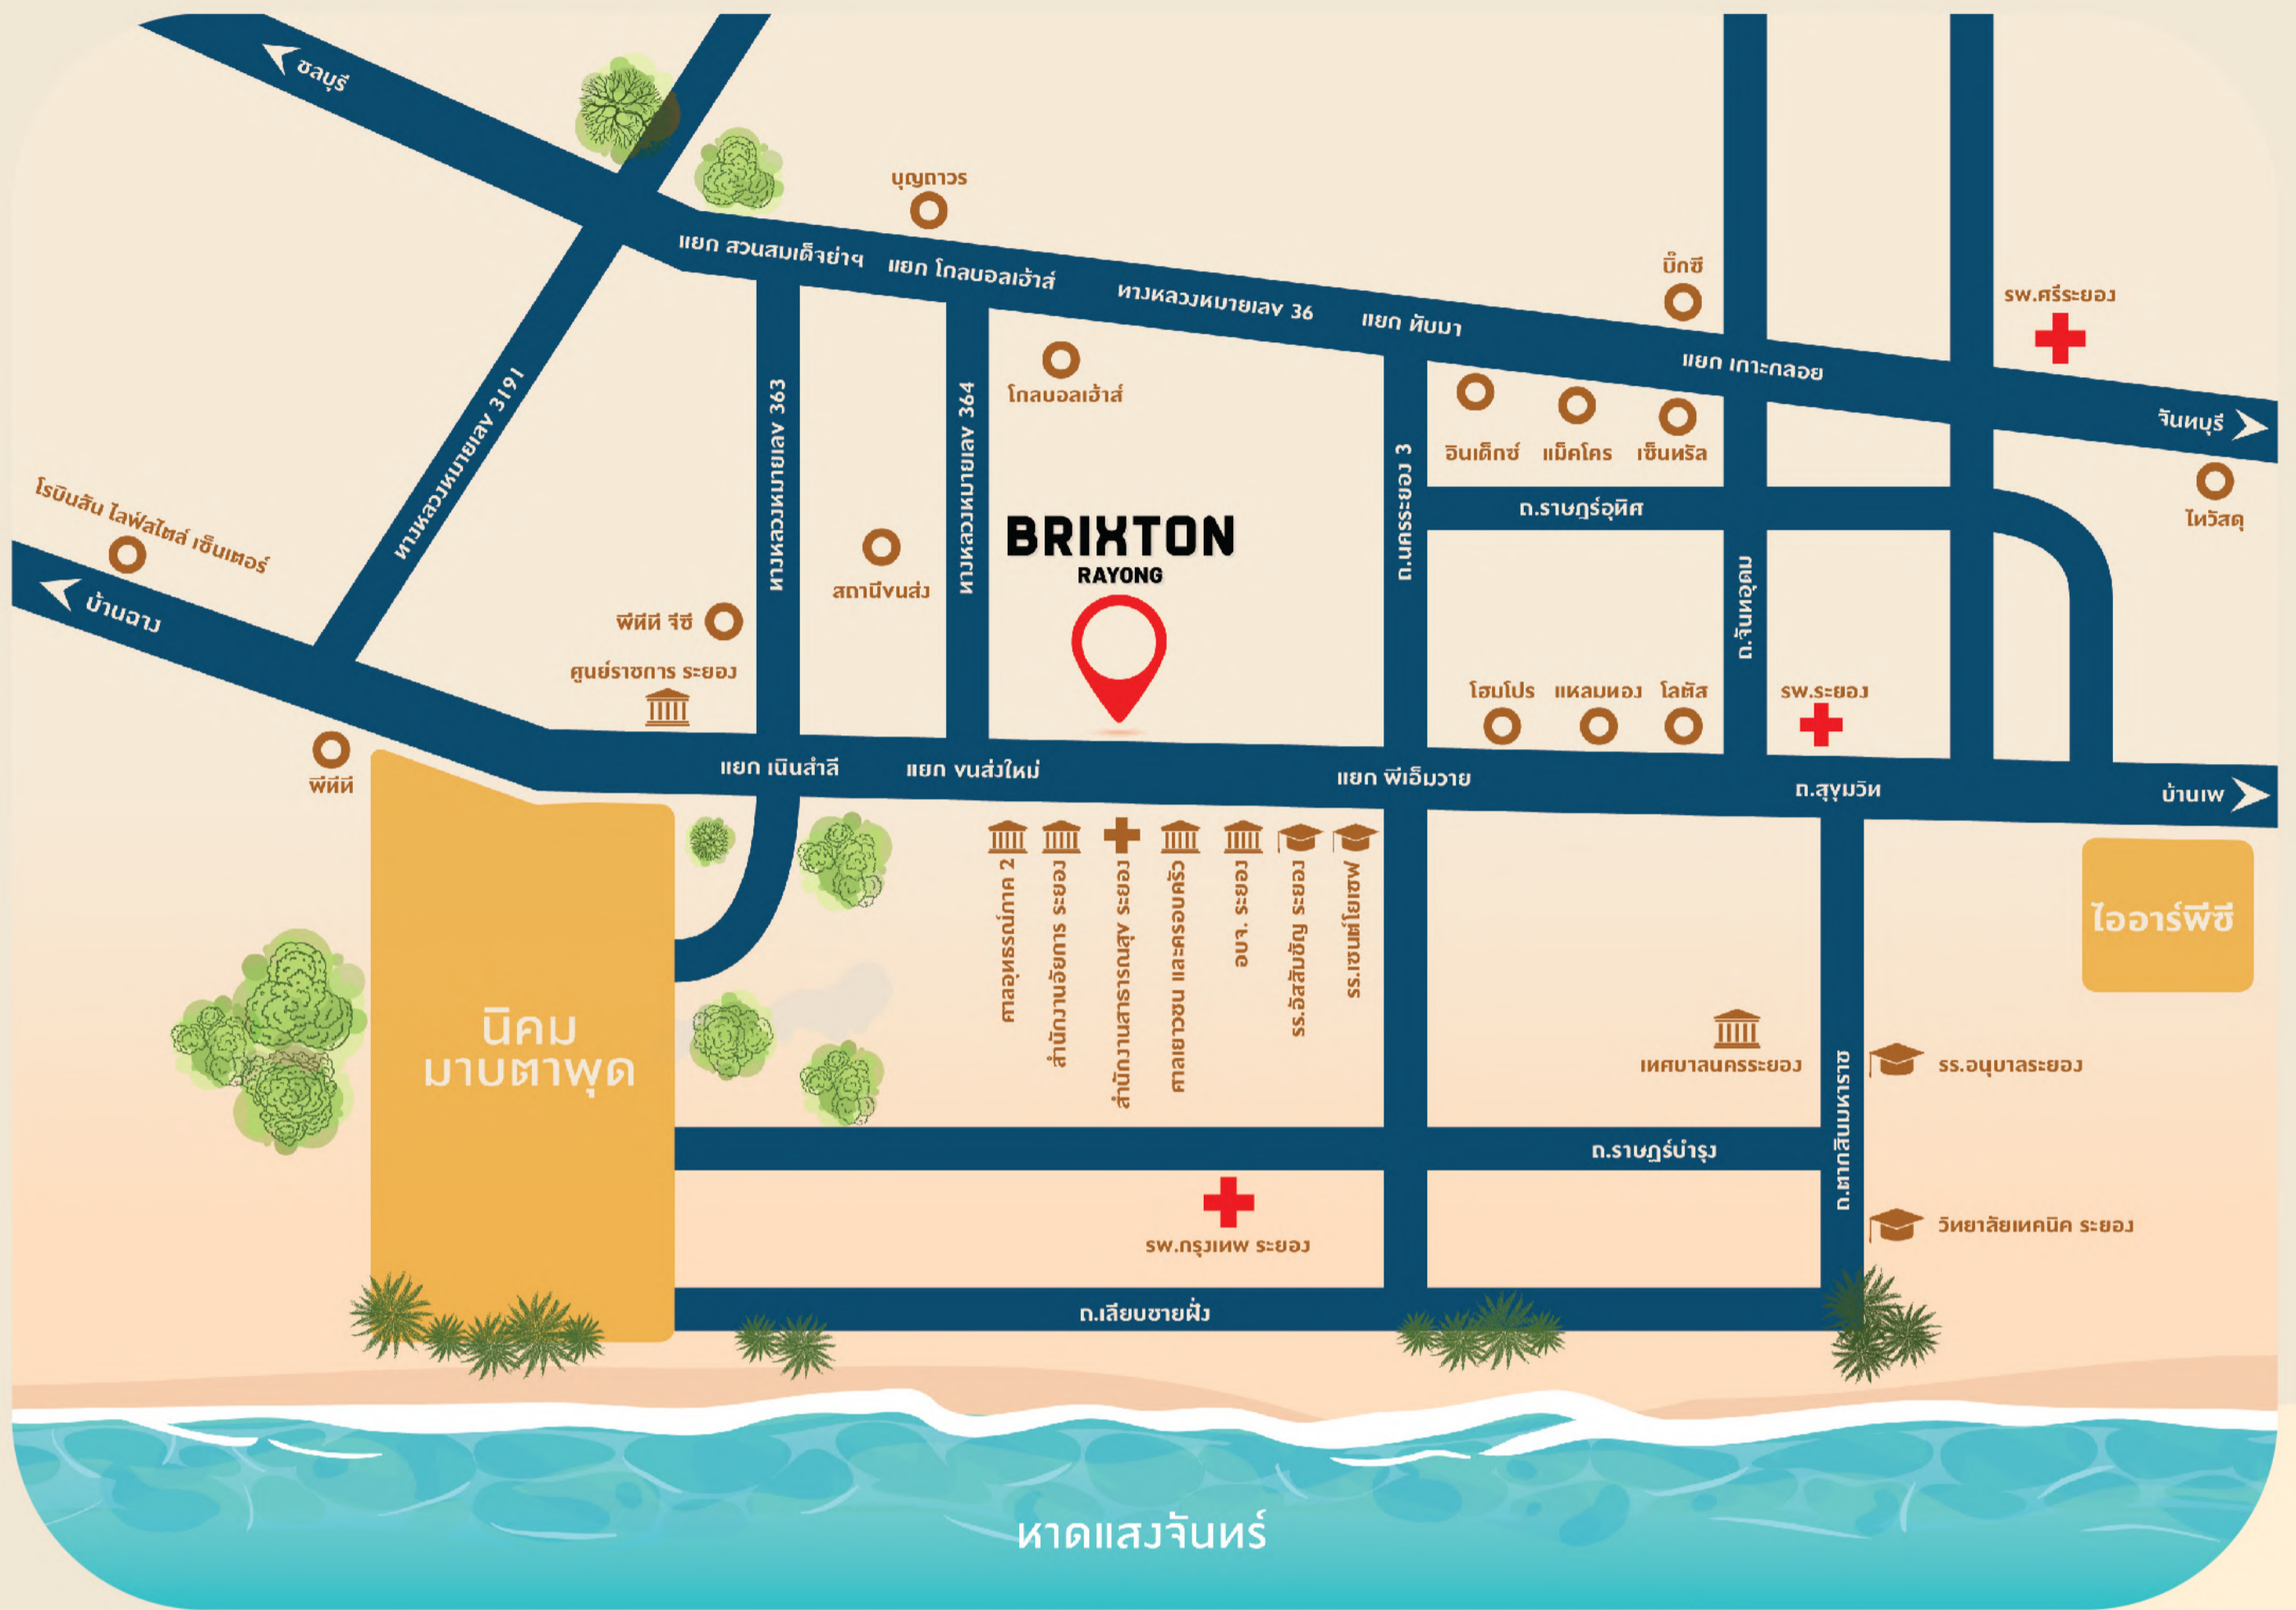 ชลบุรี
บุญถาวร
แยก สวนสมเด็จย่าฯ
แยก โกลบอลเฮ้าส์
ทางหลวงหมายเลข 36
แยก ทับมา
บิ๊กซี
แยก เกาะกลอย
รพ.ศรีระยอง
จันทบุรี
ไทวัสดุ
ทางหลวงหมายเลข 3191
ทางหลวงหมายเลข 363
ทางหลวงหมายเลข 364
โกลบอลเฮ้าส์
ถ.นครระยอง 3
อินเด็กซ์
แม็คโคร
เซ็นทรัล
ถ.ราษฎร์อุทิศ
โรบินสัน ไลฟ์สไตล์ เซ็นเตอร์
บ้านฉาง
สถานีขนส่ง
BRIXTON
RAYONG
พีทีที จีซี
ศูนย์ราชการ ระยอง
ถ.จันทอุดม
โฮมโปร
แหลมทอง
โลตัส
รพ.ระยอง
พีทีที
แยก เนินสำลี
แยก ขนส่งใหม่
แยก พีเอ็มวาย
ถ.สุขุมวิท
บ้านเพ
ศาลอุทธรณ์ภาค 2
สำนักงานอัยการ ระยอง
สำนักงานสาธารณสุข ระยอง
ศาลเยาวชน และครอบครัว
อบจ. ระยอง
รร.อัสสัมชัญ ระยอง
รร.เซนต์โยเซฟ
ไออาร์พีซี
นิคม
มาบตาพุด
เทศบาลนครระยอง
ถ.ตากสินมหาราช
รร.อนุบาลระยอง
ถ.ราษฎร์บำรุง
วิทยาลัยเทคนิค ระยอง
รพ.กรุงเทพ ระยอง
ถ.เลียบชายฝั่ง
หาดแสงจันทร์